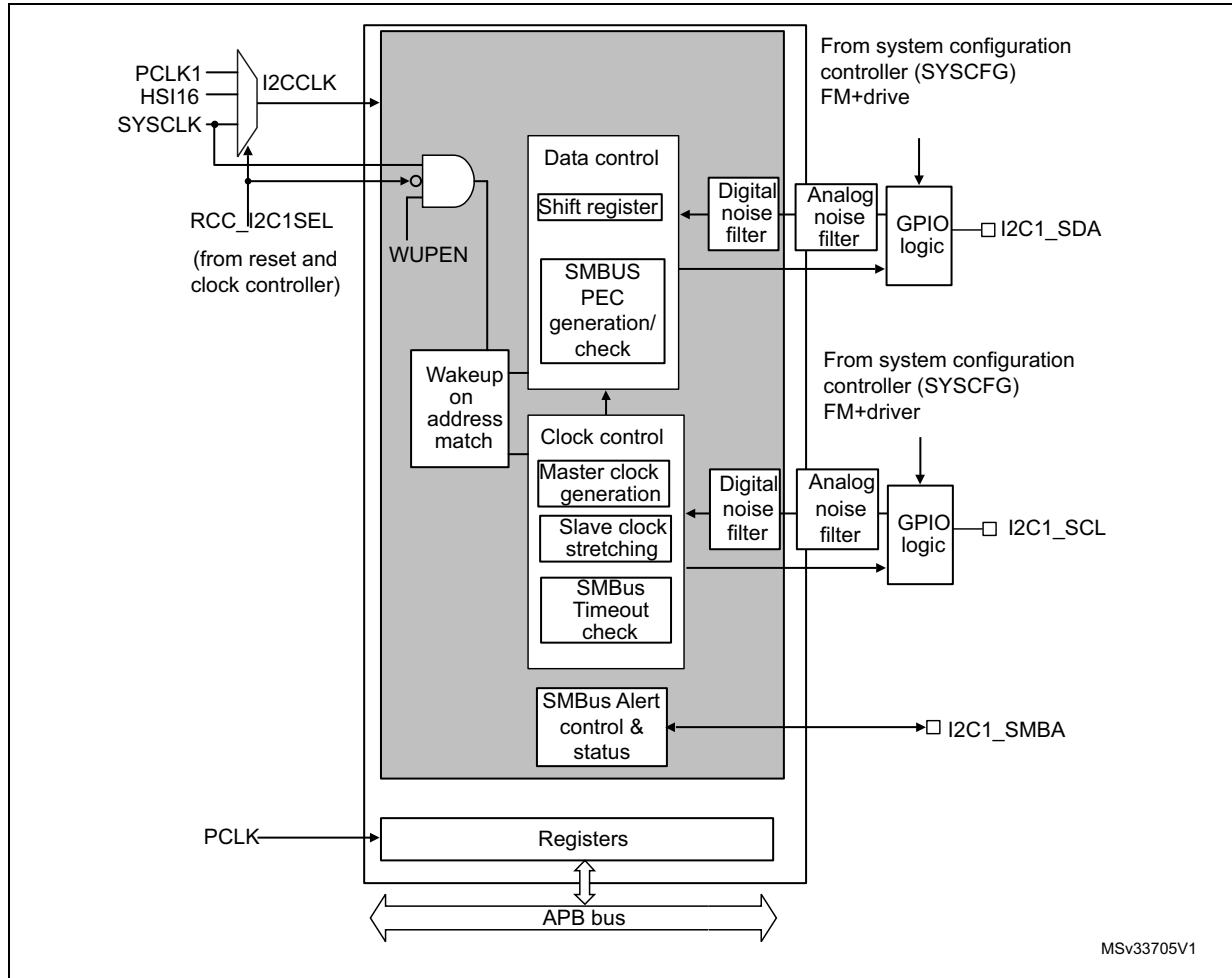 PCLK1
HSI16
SYSCLK
I2CCLK
RCC_I2C1SEL
(from reset and
clock controller)
WUPEN
Wakeup
on
address
match
Data control
Shift register
SMBUS
PEC
generation/
check
Clock control
Master clock
generation
Slave clock
stretching
SMBus
Timeout
check
SMBus Alert
control &
status
From system configuration
controller (SYSCFG)
FM+drive
Digital
noise
filter
Analog
noise
filter
GPIO
logic
I2C1_SDA
From system configuration
controller (SYSCFG)
FM+driver
Digital
noise
filter
Analog
noise
filter
GPIO
logic
I2C1_SCL
I2C1_SMBA
PCLK
Registers
APB bus
MSv33705V1